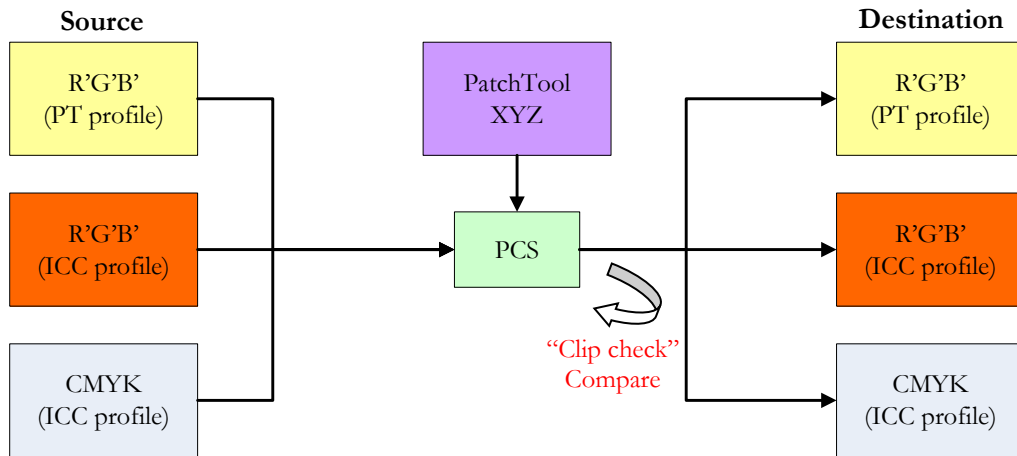 Source
R’G’B’
(PT profile)
R’G’B’
(ICC profile)
CMYK
(ICC profile)
PatchTool
XYZ
PCS
“Clip check”
Compare
Destination
R’G’B’
(PT profile)
R’G’B’
(ICC profile)
CMYK
(ICC profile)